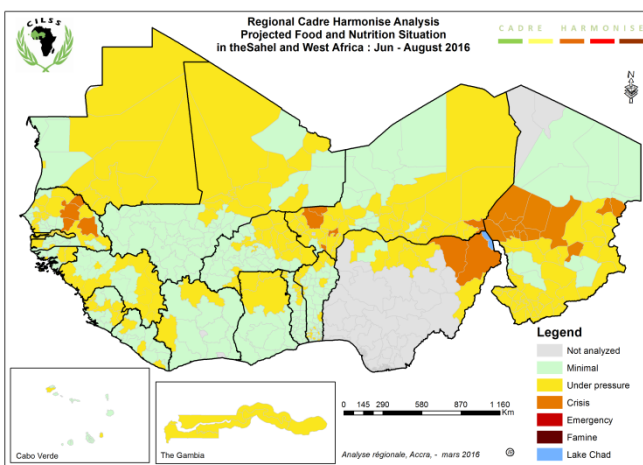 CILSS
Regional Cadre Harmonise Analysis
Projected Food and Nutrition Situation
in theSahel and West Africa : Jun - August 2016
CADRE HARMONISE
N
Legend
Not analyzed
Minimal
Under pressure
Crisis
Emergency
Famine
Lake Chad
0 145 290 580 870 1 160
Km
Cabo Verde
The Gambia
Analyse régionale, Accra, - mars 2016